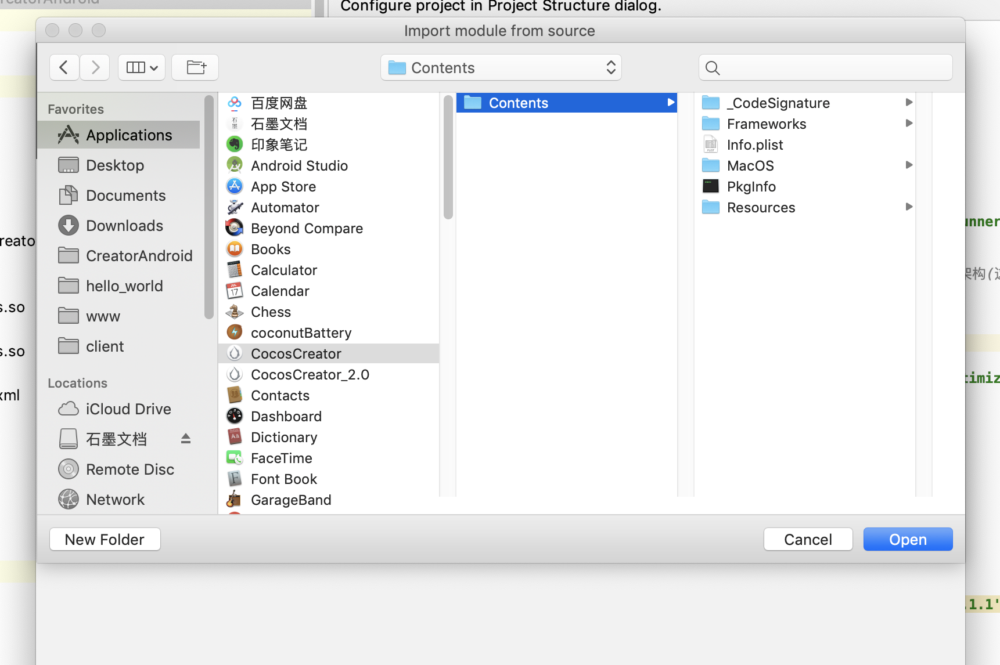 Configure project in Project Structure dialog.
Import module from source
Contents
Favorites
Applications
Desktop
Documents
Downloads
CreatorAndroid
hello_world
www
client
Locations
iCloud Drive
石墨文档
Remote Disc
Network
百度网盘
石墨文档
印象笔记
Android Studio
App Store
Automator
Beyond Compare
Books
Calculator
Calendar
Chess
coconutBattery
CocosCreator
CocosCreator_2.0
Contacts
Dashboard
Dictionary
FaceTime
Font Book
GarageBand
Contents
_CodeSignature
Frameworks
Info.plist
MacOS
PkgInfo
Resources
New Folder
Cancel
Open
reato
s.so
s.so
xml
unner
timiz
.1.1'